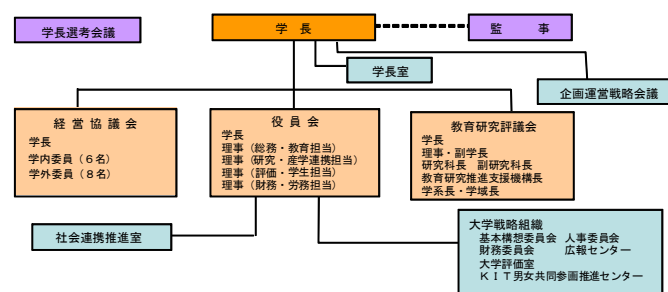 学長選考会議
学 長
監 事
学長室
企画運営戦略会議
経 営 協 議 会
学長
学内委員(6名)
学外委員(8名)
役 員 会
学長
理事(総務・教育担当)
理事(研究・産学連携担当)
理事(評価・学生担当)
理事(財務・労務担当)
教育研究評議会
学長
理事・副学長
研究科長 副研究科長
教育研究推進支援機構長
学系長・学域長
社会連携推進室
大学戦略組織
基本構想委員会 人事委員会
財務委員会 広報センター
大学評価室
KIT男女共同参画推進センター